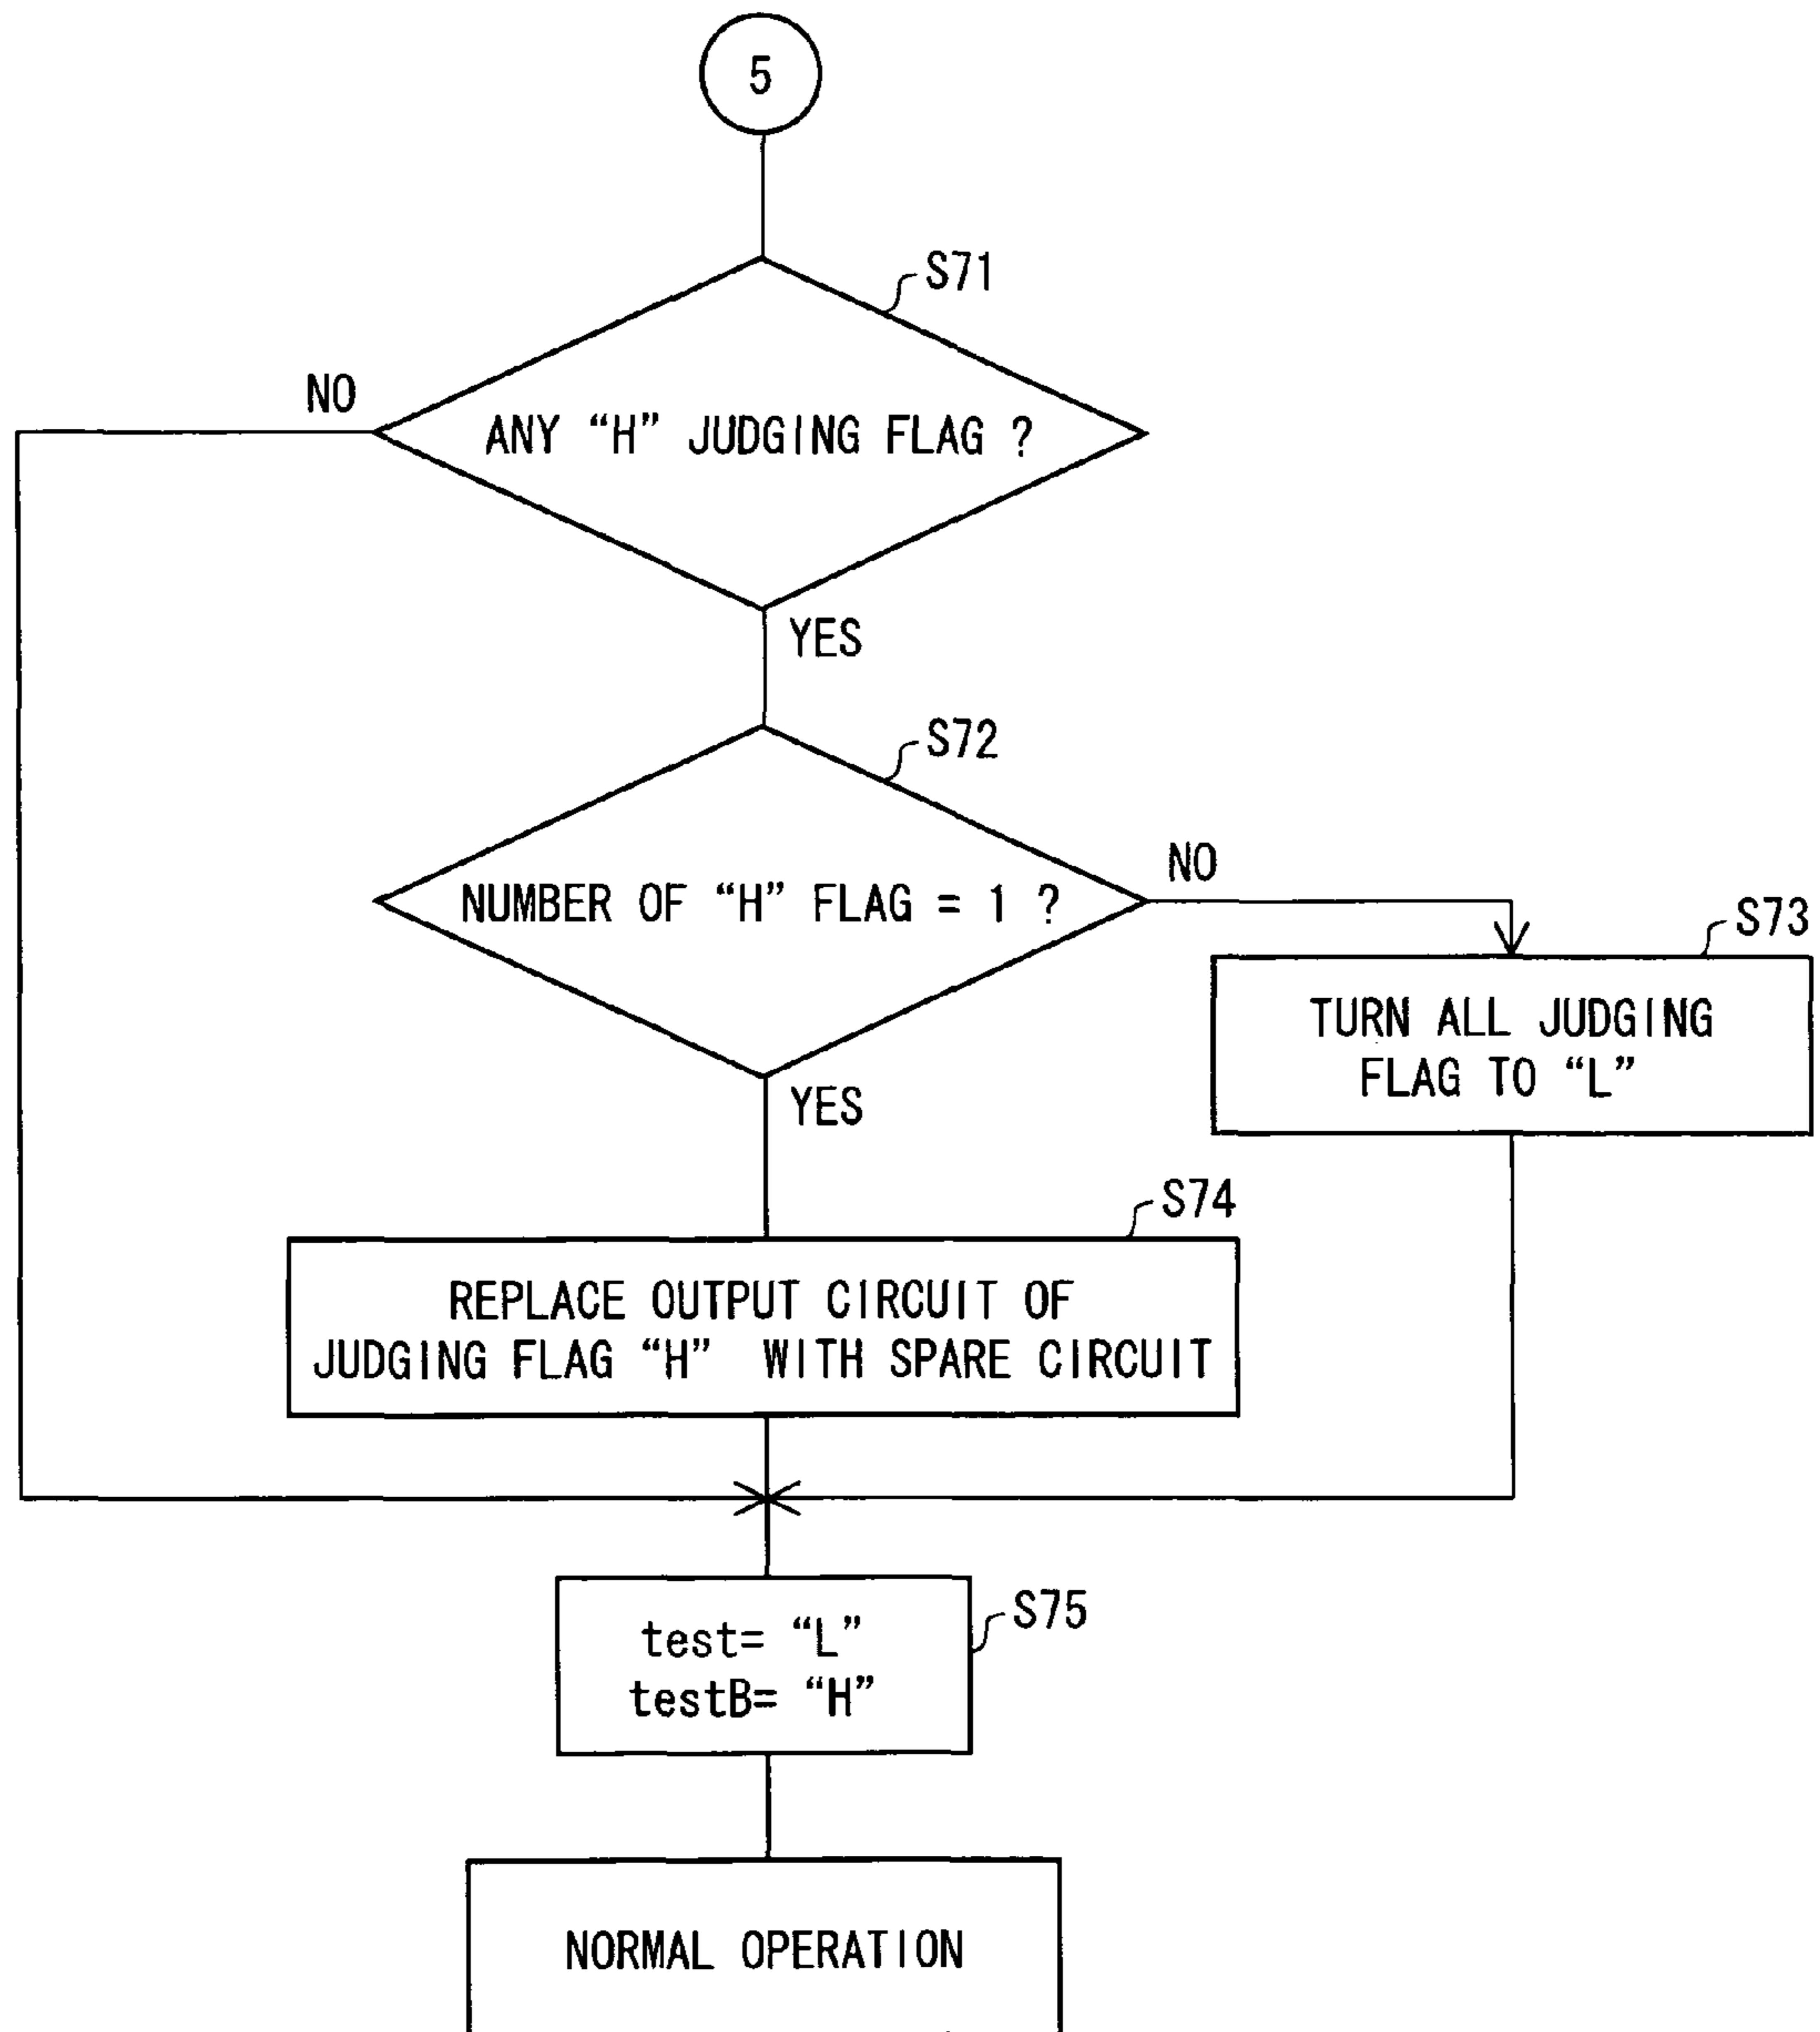 5
S71
NO
ANY “H” JUDGING FLAG ?
YES
S72
NO
NUMBER OF “H” FLAG = 1 ?
S73
TURN ALL JUDGING
FLAG TO “L”
YES
S74
REPLACE OUTPUT CIRCUIT OF
JUDGING FLAG “H” WITH SPARE CIRCUIT
S75
test= “L”
testB= “H”
NORMAL OPERATION